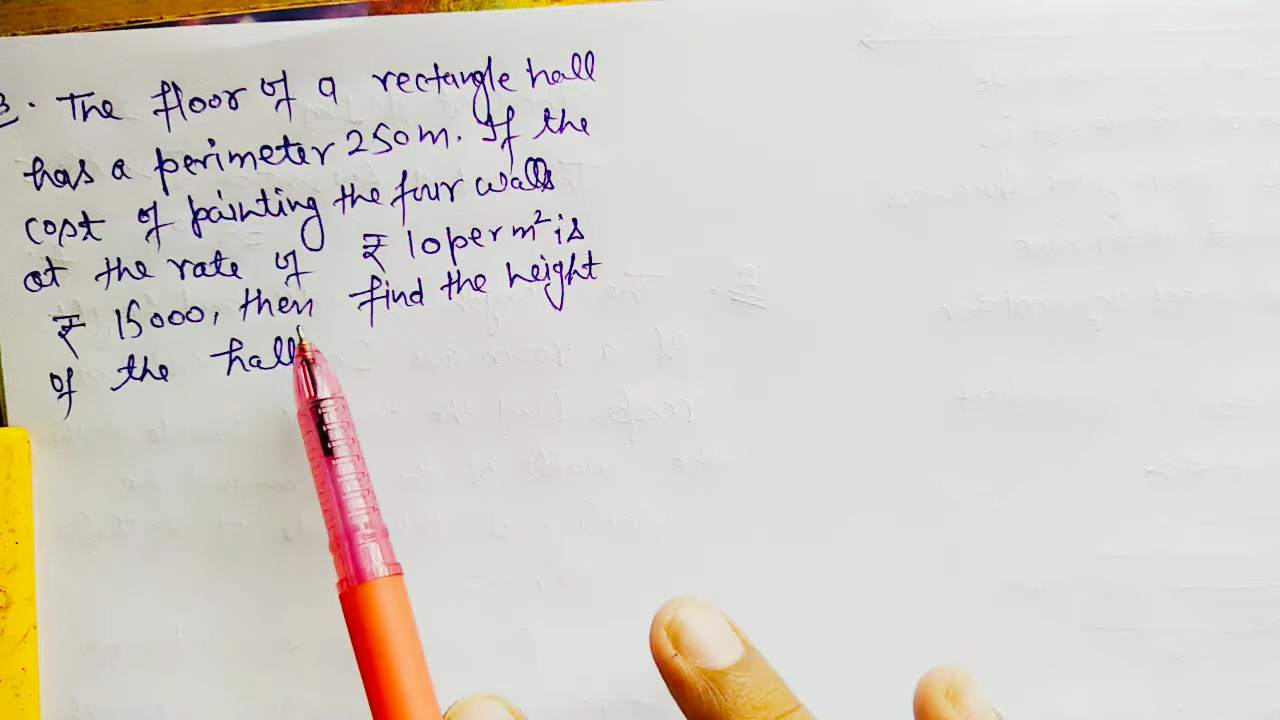 3. The floor of a rectangle hall
has a perimeter 250m. If the
cost of painting the four walls
at the rate of ₹ 10 per m² is
₹ 15000, then find the height
of the hall